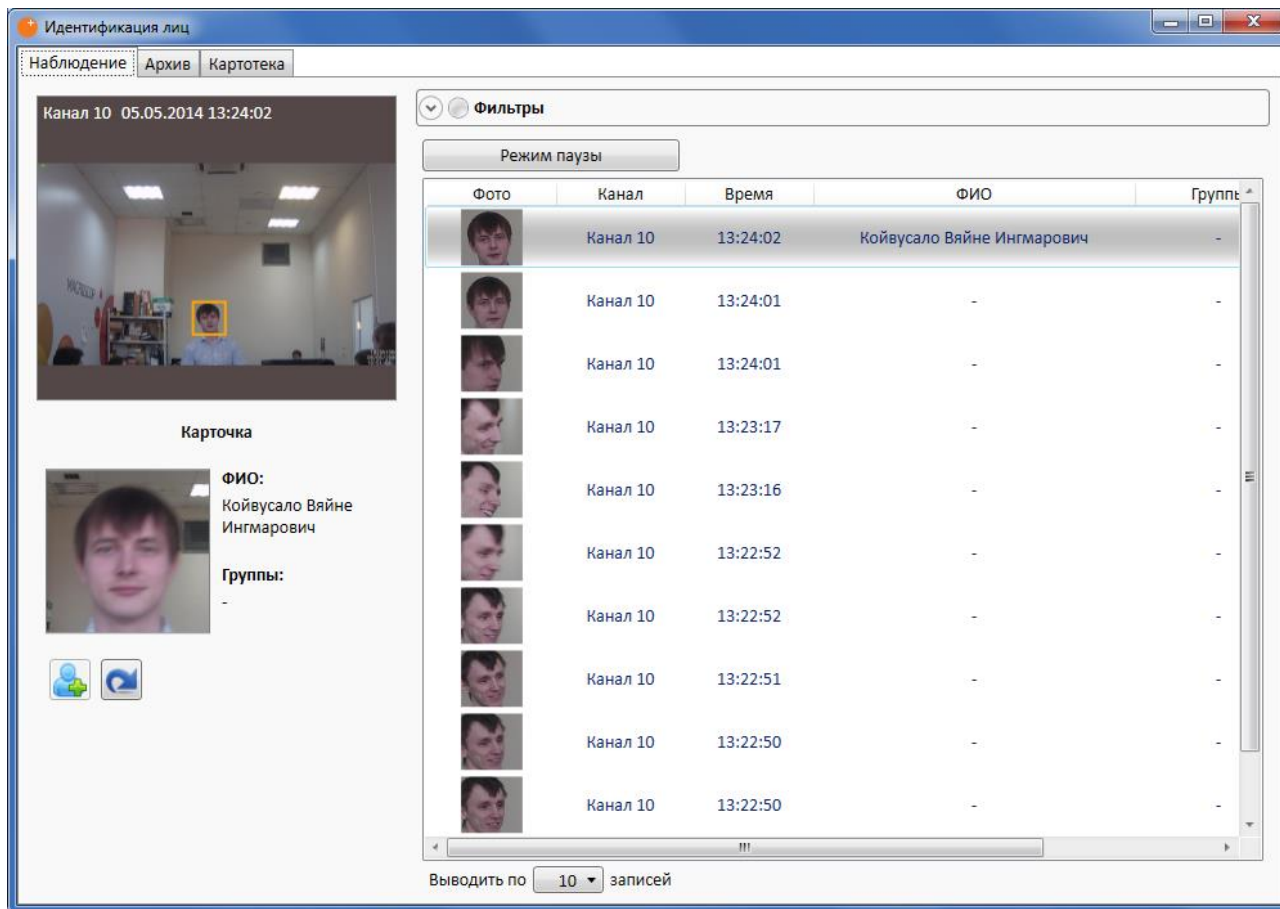 Идентификация лиц
Наблюдение Архив Картотека
Канал 10 05.05.2014 13:24:02
Фильтры
Режим паузы
Фото Канал Время ФИО Группы
Канал 10 13:24:02 Койвусало Вяйне Ингмарович -
Канал 10 13:24:01 - -
Канал 10 13:24:01 - -
Канал 10 13:23:17 - -
Канал 10 13:23:16 - -
Канал 10 13:22:52 - -
Канал 10 13:22:52 - -
Канал 10 13:22:51 - -
Канал 10 13:22:50 - -
Канал 10 13:22:50 - -
Выводить по 10 записей
Карточка
ФИО:
Койвусало Вяйне
Ингмарович
Группы:
-